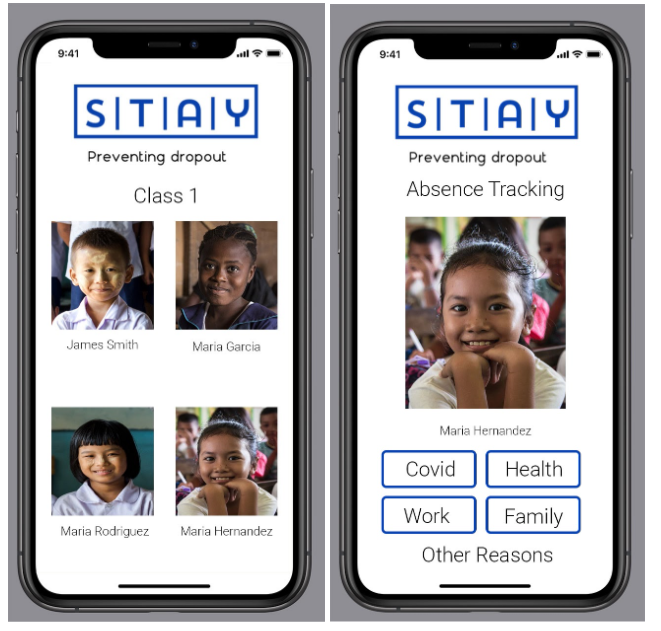 9:41
S|T|A|Y
Preventing dropout
Class 1
James Smith
Maria Garcia
Maria Rodriguez
Maria Hernandez
9:41
S|T|A|Y
Preventing dropout
Absence Tracking
Maria Hernandez
Covid
Health
Work
Family
Other Reasons